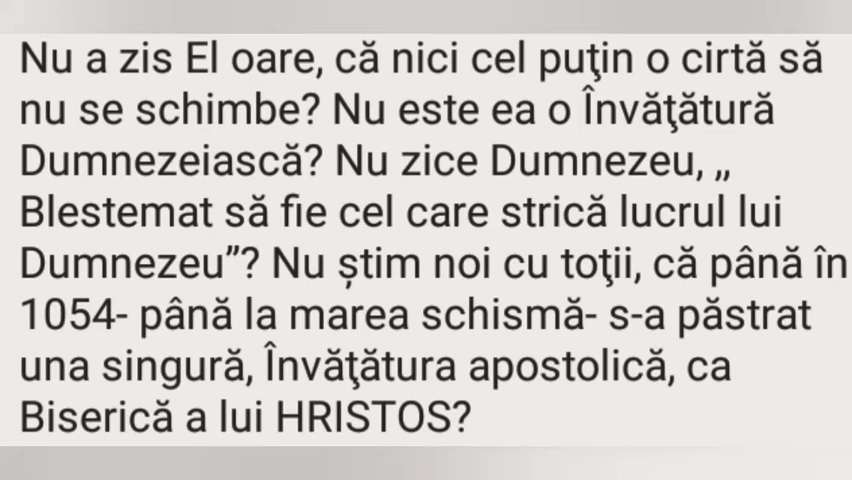 Nu a zis El oare, că nici cel puţin o cirtă să
nu se schimbe? Nu este ea o Învăţătură
Dumnezeiască? Nu zice Dumnezeu, „
Blestemat să fie cel care strică lucrul lui
Dumnezeu”? Nu ştim noi cu toţii, că până în
1054- până la marea schismă- s-a păstrat
una singură, Învăţătura apostolică, ca
Biserică a lui HRISTOS?